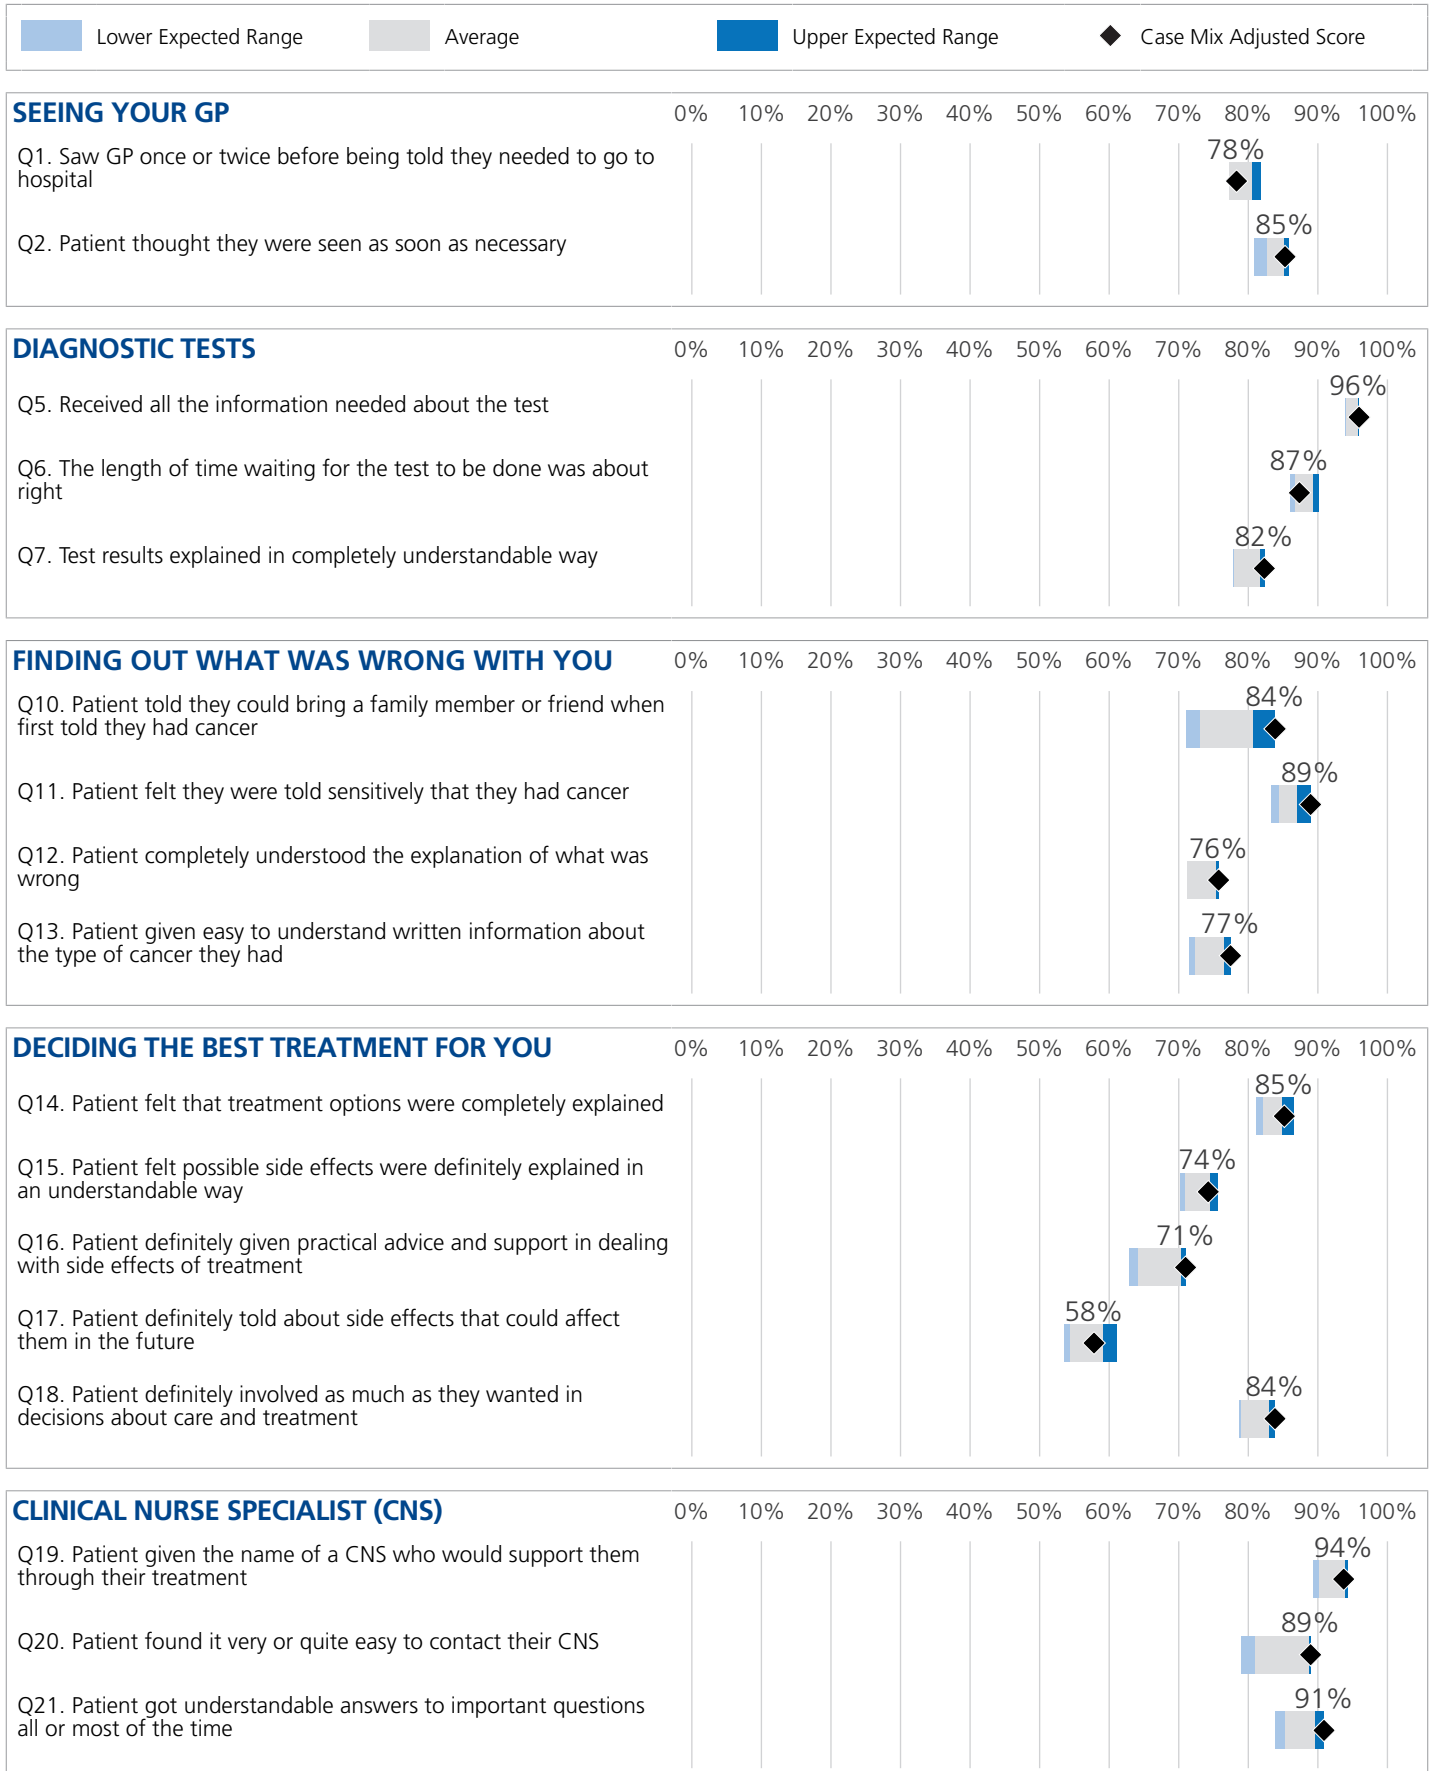 Lower Expected Range Average Upper Expected Range Case Mix Adjusted Score
SEEING YOUR GP 0% 10% 20% 30% 40% 50% 60% 70% 80% 90% 100%
78%
Q1. Saw GP once or twice before being told they needed to go to
hospital
85%
Q2. Patient thought they were seen as soon as necessary
DIAGNOSTIC TESTS 0% 10% 20% 30% 40% 50% 60% 70% 80% 90% 100%
96%
Q5. Received all the information needed about the test
87%
Q6. The length of time waiting for the test to be done was about
right
82%
Q7. Test results explained in completely understandable way
FINDING OUT WHAT WAS WRONG WITH YOU 0% 10% 20% 30% 40% 50% 60% 70% 80% 90% 100%
84%
Q10. Patient told they could bring a family member or friend when
first told they had cancer
89%
Q11. Patient felt they were told sensitively that they had cancer
76%
Q12. Patient completely understood the explanation of what was
wrong
77%
Q13. Patient given easy to understand written information about
the type of cancer they had
DECIDING THE BEST TREATMENT FOR YOU 0% 10% 20% 30% 40% 50% 60% 70% 80% 90% 100%
85%
Q14. Patient felt that treatment options were completely explained
74%
Q15. Patient felt possible side effects were definitely explained in
an understandable way
71%
Q16. Patient definitely given practical advice and support in dealing
with side effects of treatment
58%
Q17. Patient definitely told about side effects that could affect
them in the future
84%
Q18. Patient definitely involved as much as they wanted in
decisions about care and treatment
CLINICAL NURSE SPECIALIST (CNS) 0% 10% 20% 30% 40% 50% 60% 70% 80% 90% 100%
94%
Q19. Patient given the name of a CNS who would support them
through their treatment
89%
Q20. Patient found it very or quite easy to contact their CNS
91%
Q21. Patient got understandable answers to important questions
all or most of the time